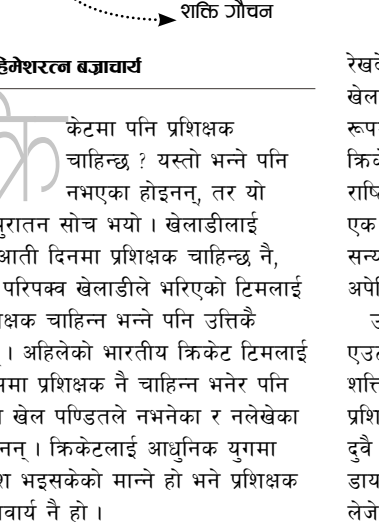 शक्ति गौचन
हिमेशरत्न बज्राचार्य
क्रि
केटमा पनि प्रशिक्षक
चाहिन्छ ? यस्तो भन्ने पनि
नभएका होइनन्, तर यो
पुरातन सोच भयो । खेलाडीलाई
आती दिनमा प्रशिक्षक चाहिन्छ नै,
परिपक्व खेलाडीले भरिएको टिमलाई
क्षक चाहिन्न भन्ने पनि उत्तिकै
। अहिलेको भारतीय क्रिकेट टिमलाई
समा प्रशिक्षक नै चाहिन्न भनेर पनि
खेल पण्डितले नभनेका र नलेखेका
नन् । क्रिकेटलाई आधुनिक युगमा
श भइसकेको मान्ने हो भने प्रशिक्षक
वार्य नै हो ।
रेखदे
खेला
रूप
क्रिके
राष्ट्रि
एक
सन्य
अपेि
उ
एउट
शक्ति
प्रशि
दुवै
डाय
लेजे